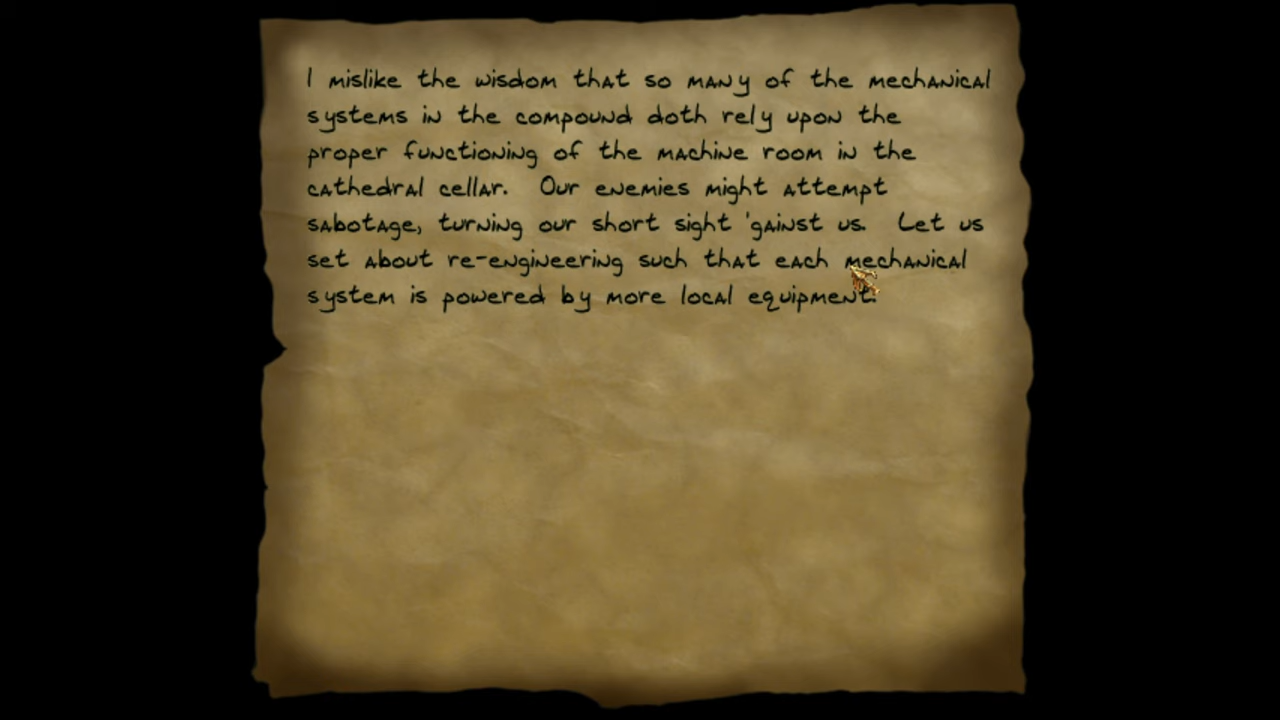 I mislike the wisdom that so many of the mechanical
systems in the compound doth rely upon the
proper functioning of the machine room in the
cathedral cellar.  Our enemies might attempt
sabotage, turning our short sight 'gainst us.  Let us
set about re-engineering such that each mechanical
system is powered by more local equipment.